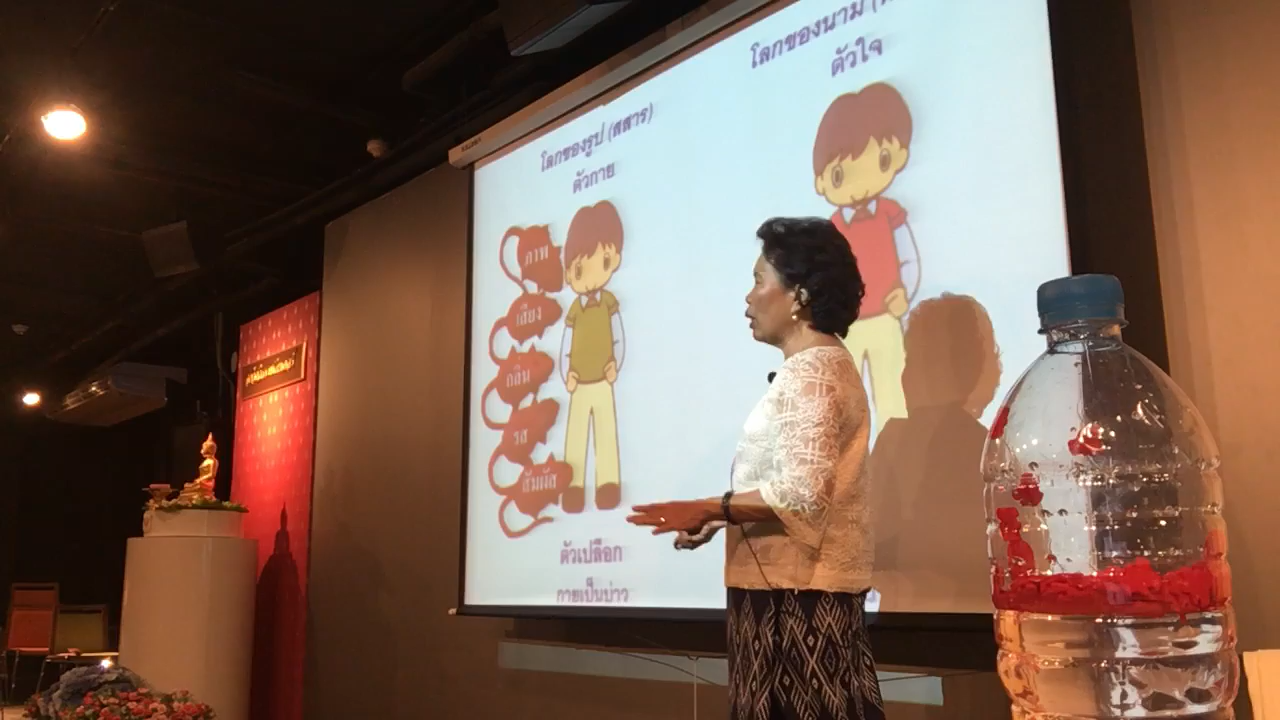 โลกของรูป (สสาร)
ตัวกาย
ภาพ
เสียง
กลิ่น
รส
สัมผัส
ตัวเปลือก
กายเป็นบ่าว
โลกของนาม
ตัวใจ